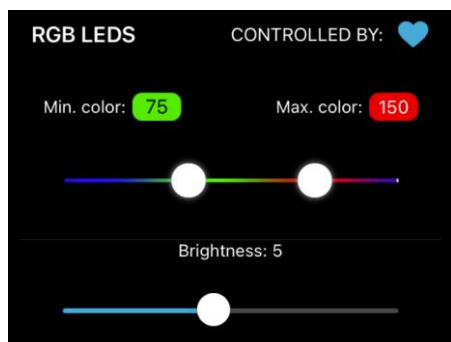 RGB LEDS CONTROLLED BY:
Min. color: 75 Max. color: 150
Brightness: 5